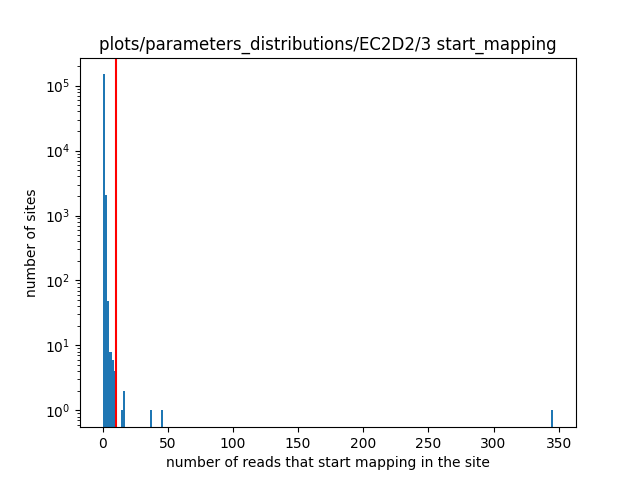 plots/parameters_distributions/EC2D2/3 start_mapping
10^5
10^4
10^3
10^2
10^1
10^0
number of sites
0 50 100 150 200 250 300 350
number of reads that start mapping in the site